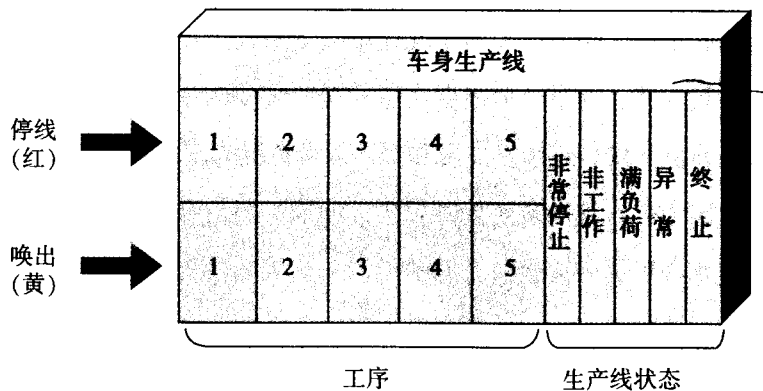 车身生产线
停线
(红)
1 2 3 4 5
非常停止
非工作
满负荷
异常
终止
唤出
(黄)
1 2 3 4 5
工序
生产线状态